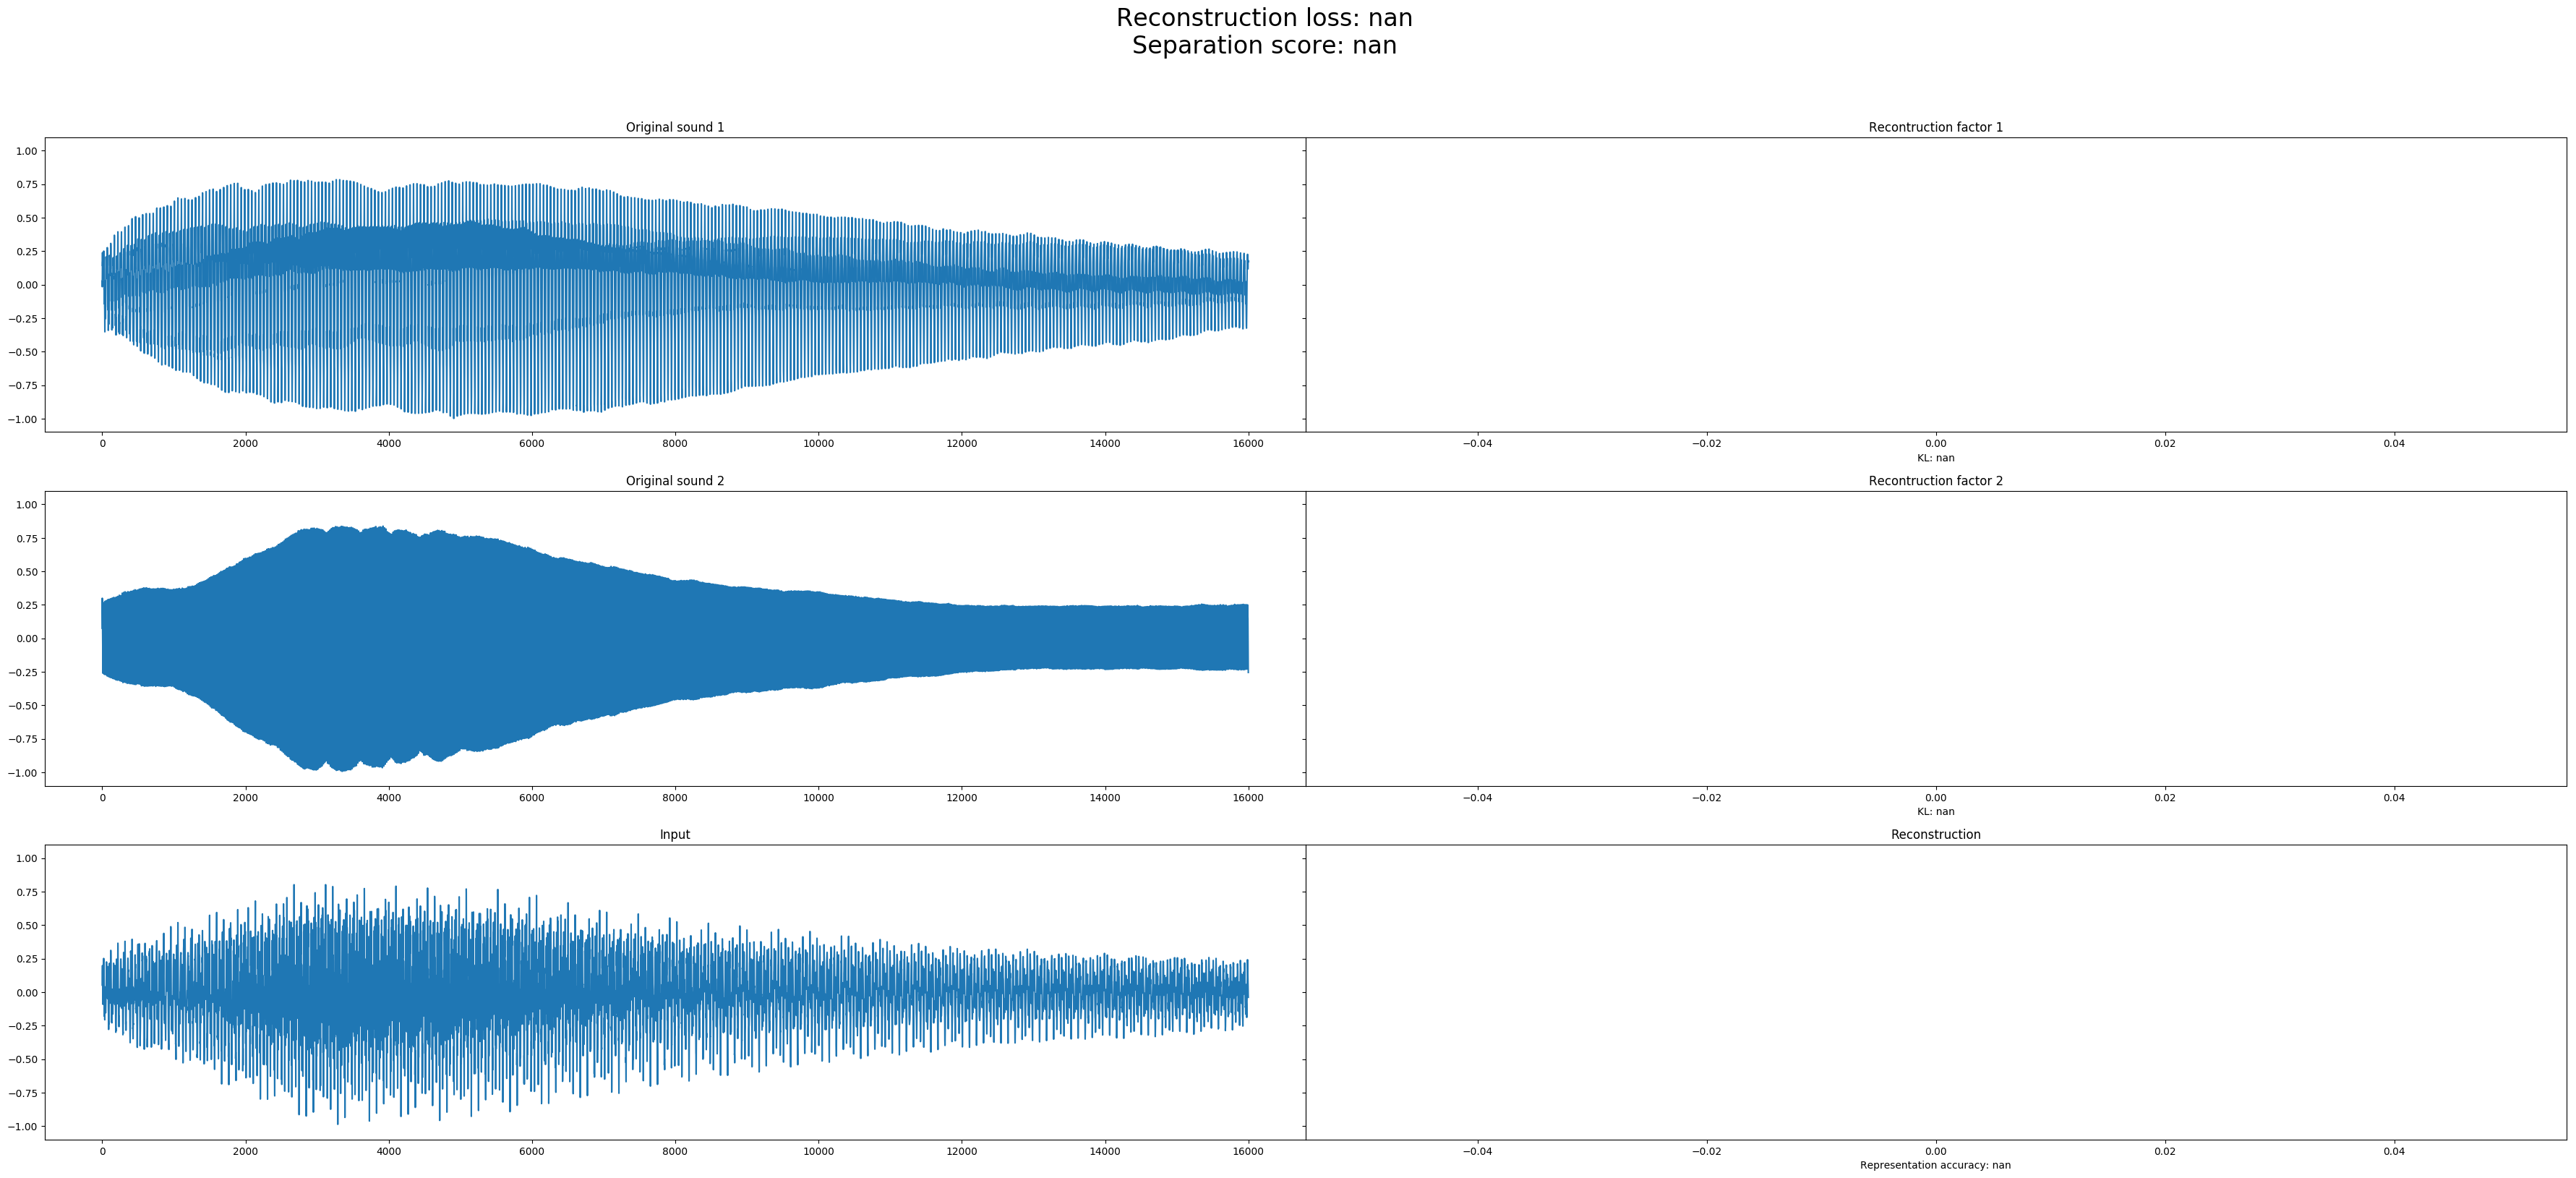 Reconstruction loss: nan
Separation score: nan
Original sound 1
Recontruction factor 1
1.00
0.75
0.50
0.25
0.00
−0.25
−0.50
−0.75
−1.00
0 2000 4000 6000 8000 10000 12000 14000 16000
−0.04 −0.02 0.00 0.02 0.04
KL: nan
Original sound 2
Recontruction factor 2
1.00
0.75
0.50
0.25
0.00
−0.25
−0.50
−0.75
−1.00
0 2000 4000 6000 8000 10000 12000 14000 16000
−0.04 −0.02 0.00 0.02 0.04
KL: nan
Input
Reconstruction
1.00
0.75
0.50
0.25
0.00
−0.25
−0.50
−0.75
−1.00
0 2000 4000 6000 8000 10000 12000 14000 16000
−0.04 −0.02 0.00 0.02 0.04
Representation accuracy: nan